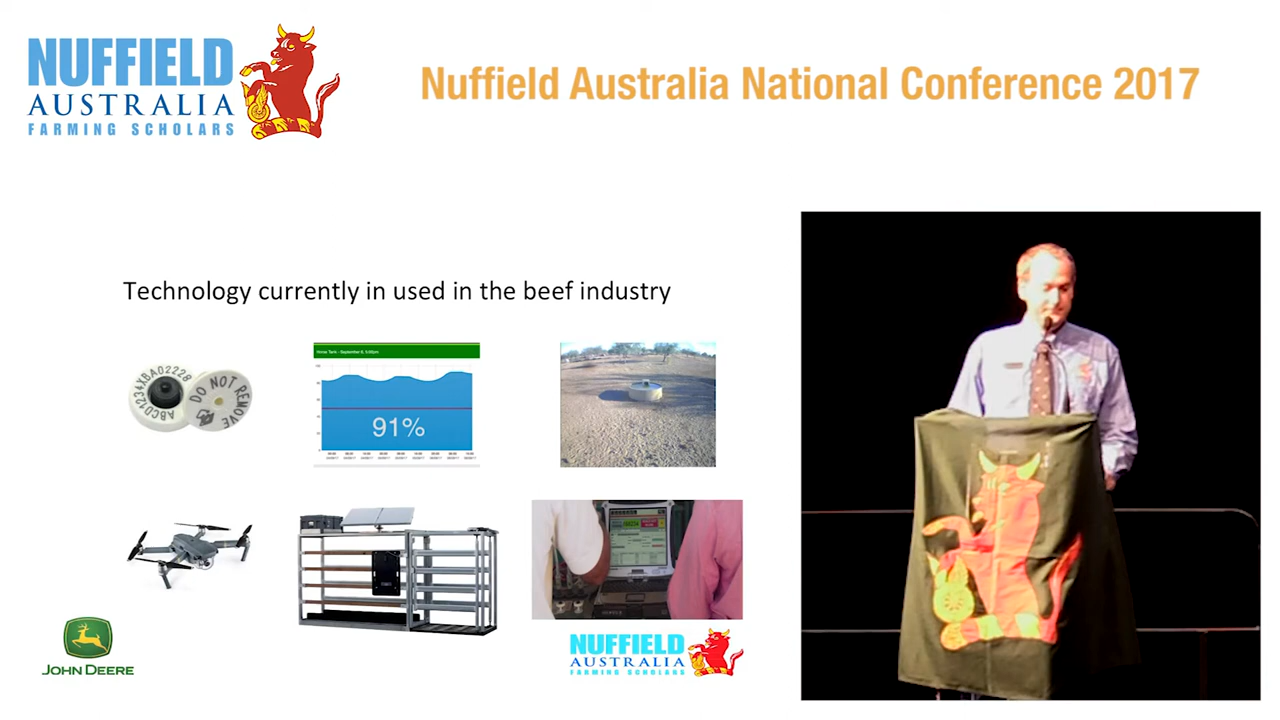 NUFFIELD
AUSTRALIA
FARMING SCHOLARS
Nuffield Australia National Conference 2017
Technology currently in used in the beef industry
ABCD1234XBA02228
DO NOT REMOVE
91%
JOHN DEERE
NUFFIELD
AUSTRALIA
FARMING SCHOLARS